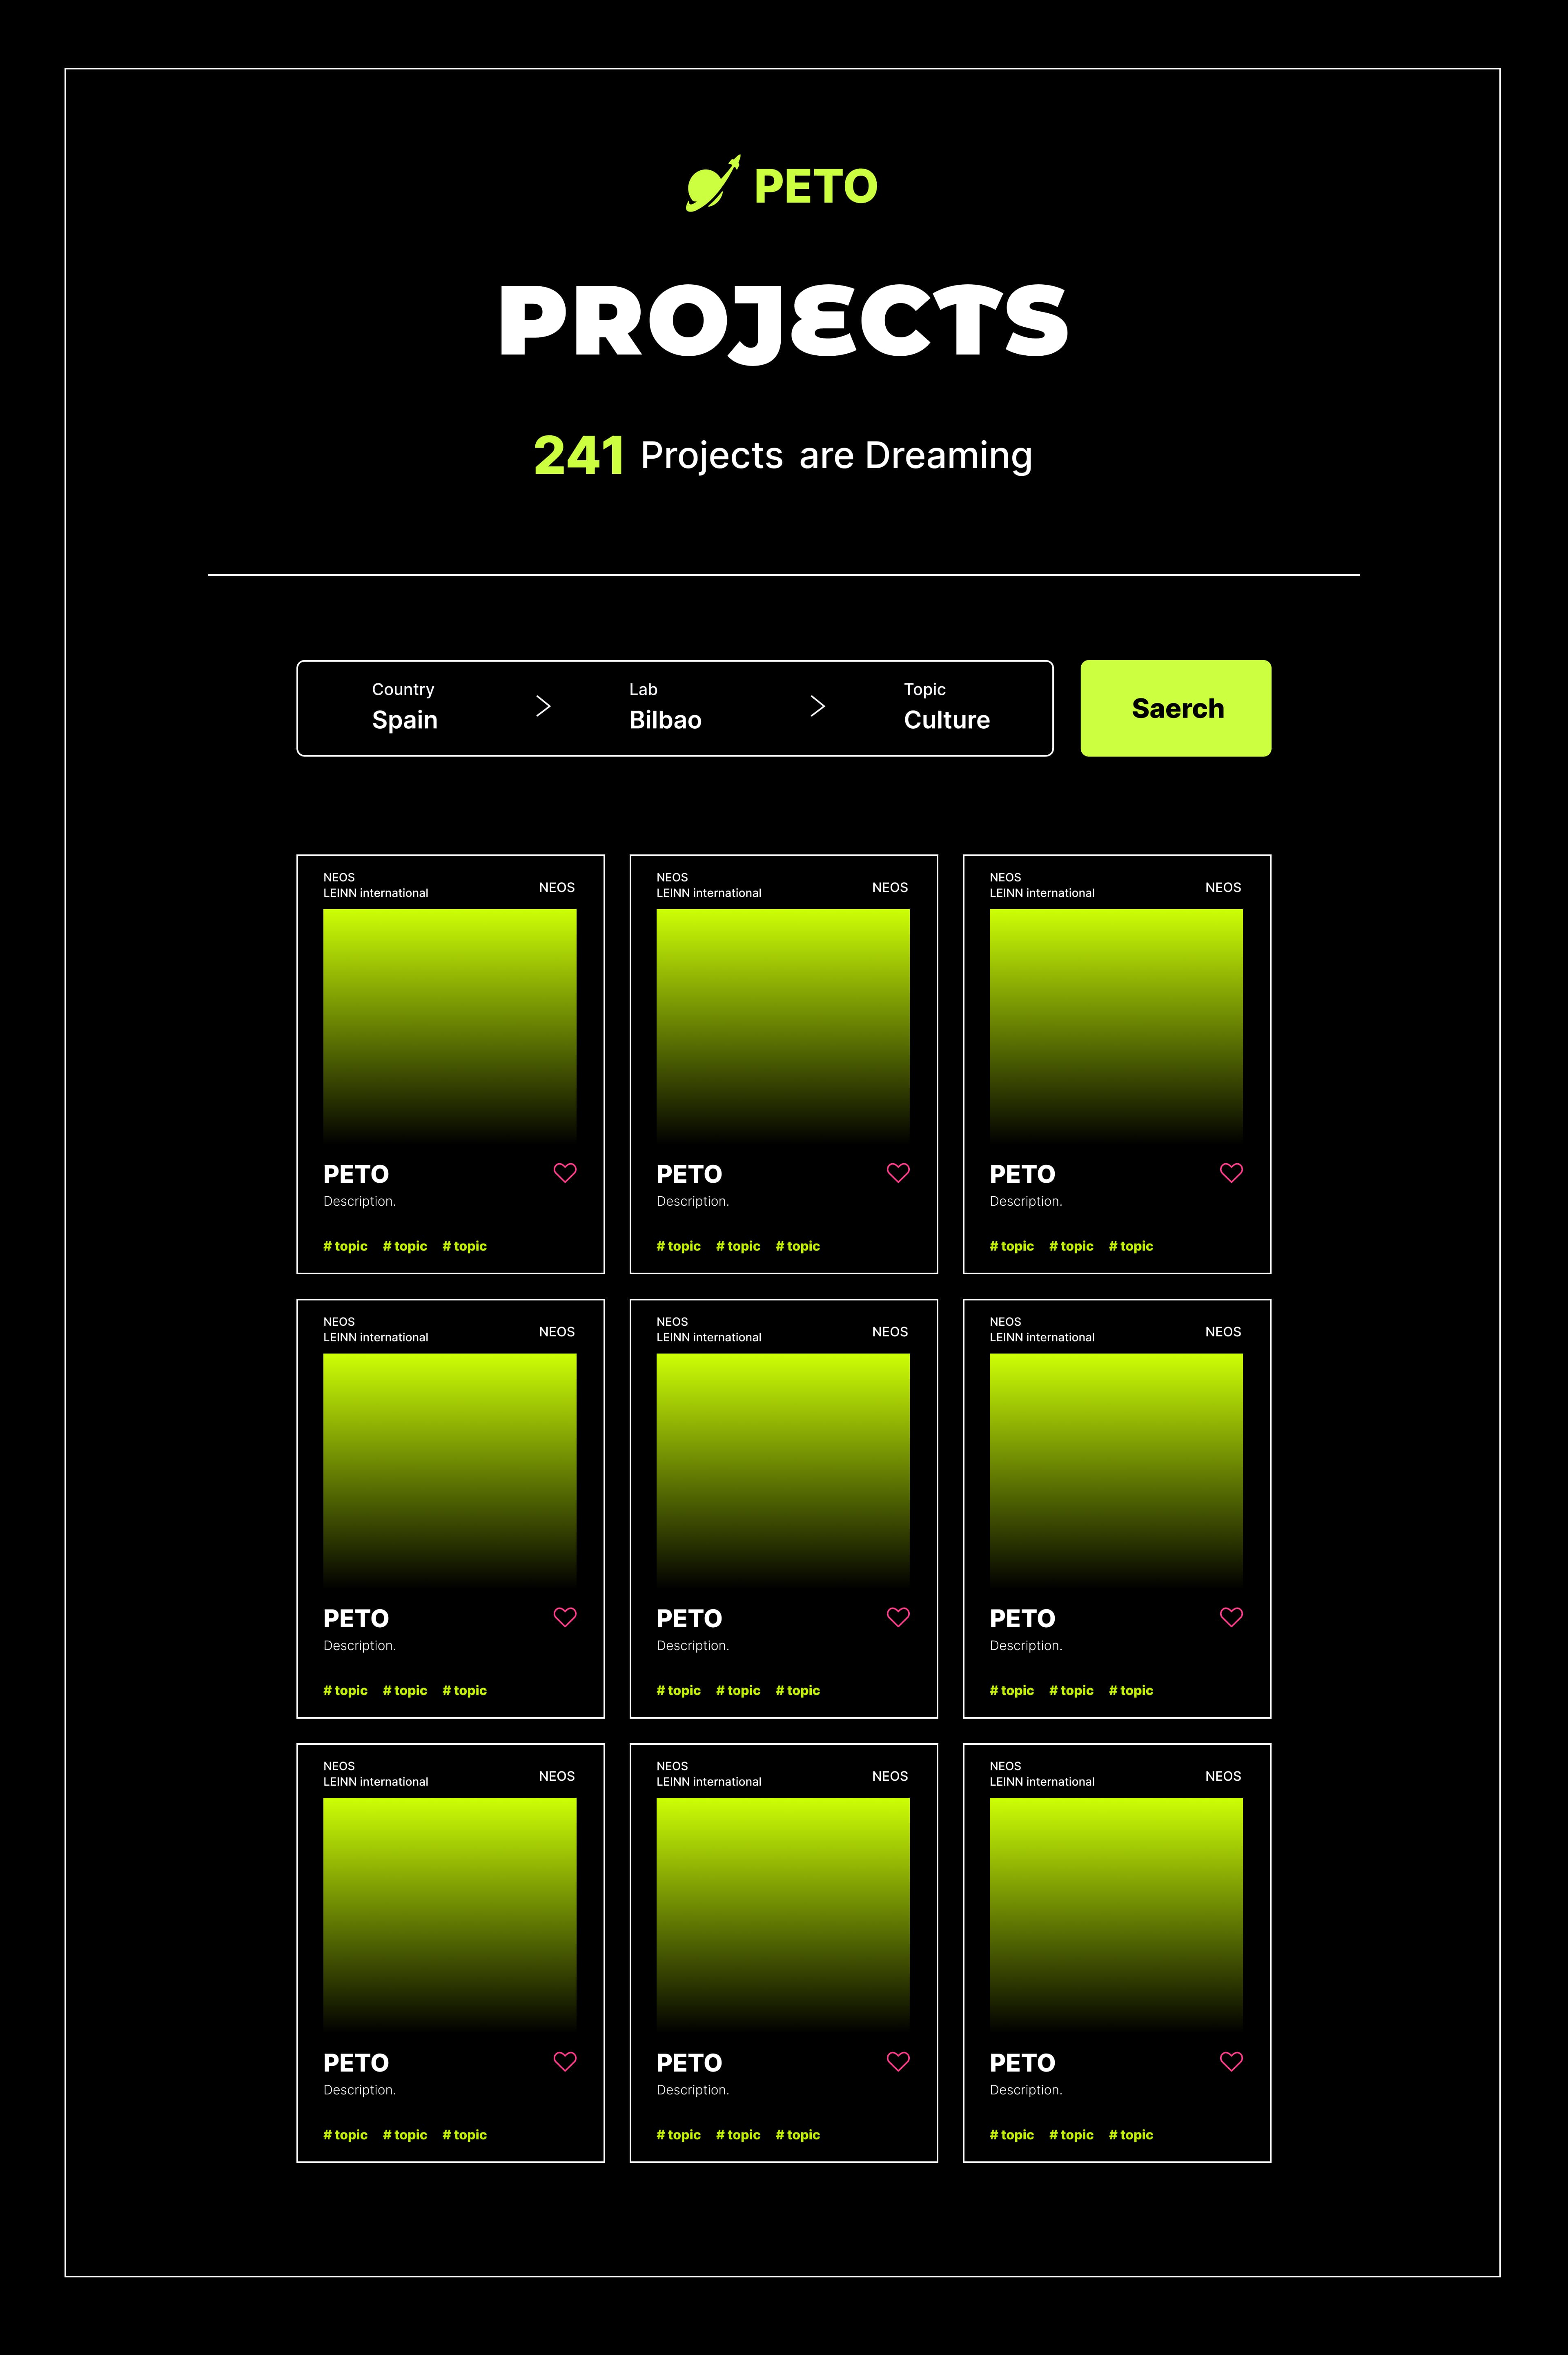 PETO
PROJECTS
241 Projects are Dreaming
Country
Spain
Lab
Bilbao
Topic
Culture
Saerch
NEOS
LEINN international
NEOS
PETO
Description.
# topic # topic # topic
NEOS
LEINN international
NEOS
PETO
Description.
# topic # topic # topic
NEOS
LEINN international
NEOS
PETO
Description.
# topic # topic # topic
NEOS
LEINN international
NEOS
PETO
Description.
# topic # topic # topic
NEOS
LEINN international
NEOS
PETO
Description.
# topic # topic # topic
NEOS
LEINN international
NEOS
PETO
Description.
# topic # topic # topic
NEOS
LEINN international
NEOS
PETO
Description.
# topic # topic # topic
NEOS
LEINN international
NEOS
PETO
Description.
# topic # topic # topic
NEOS
LEINN international
NEOS
PETO
Description.
# topic # topic # topic